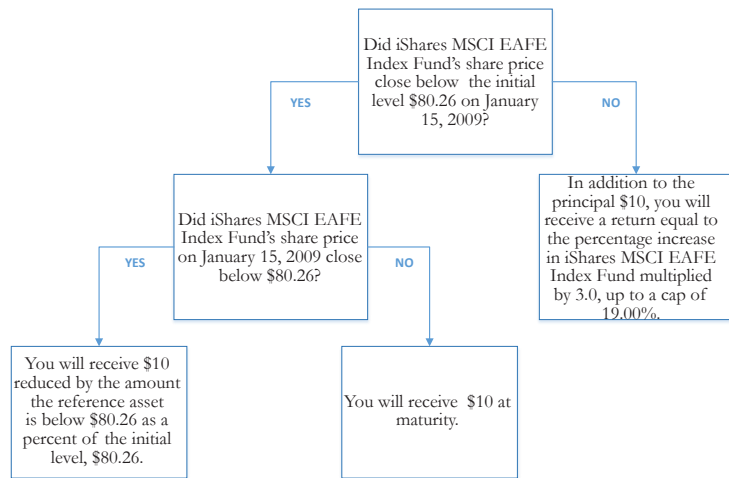 Did iShares MSCI EAFE
Index Fund's share price
close below the initial
level $80.26 on January
15, 2009?
YES
NO
Did iShares MSCI EAFE
Index Fund's share price
on January 15, 2009 close
below $80.26?
In addition to the
principal $10, you will
receive a return equal to
the percentage increase
in iShares MSCI EAFE
Index Fund multiplied
by 3.0, up to a cap of
19.00%.
YES
NO
You will receive $10
reduced by the amount
the reference asset
is below $80.26 as a
percent of the initial
level, $80.26.
You will receive $10 at
maturity.